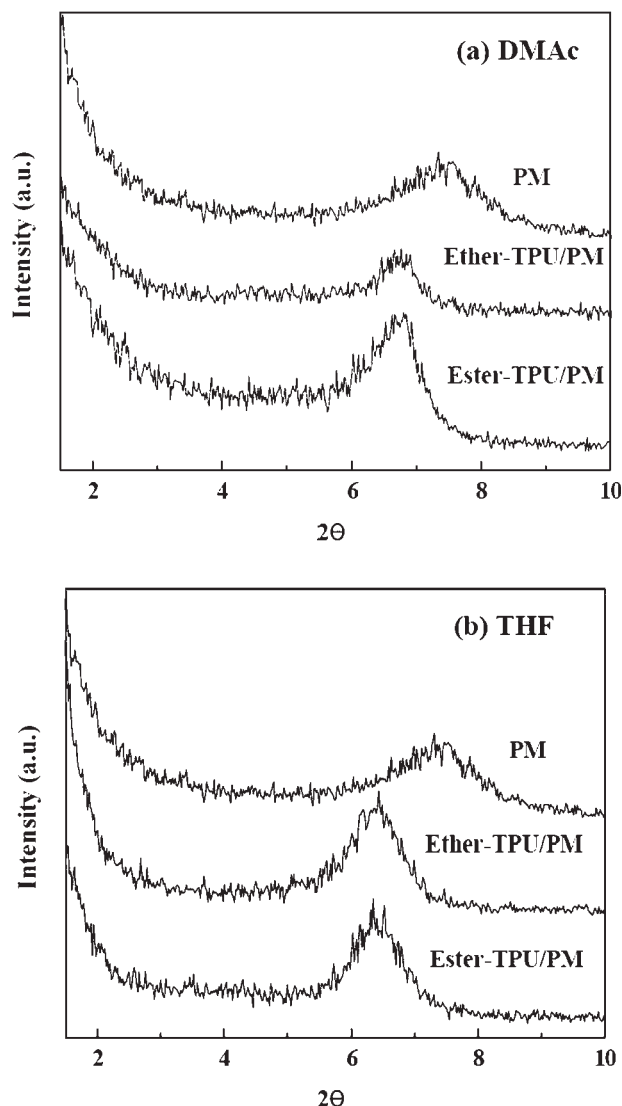 (a) DMAc
PM
Ether-TPU/PM
Ester-TPU/PM
Intensity (a.u.)
2 4 6 8 10
2Θ
(b) THF
PM
Ether-TPU/PM
Ester-TPU/PM
Intensity (a.u.)
2 4 6 8 10
2Θ